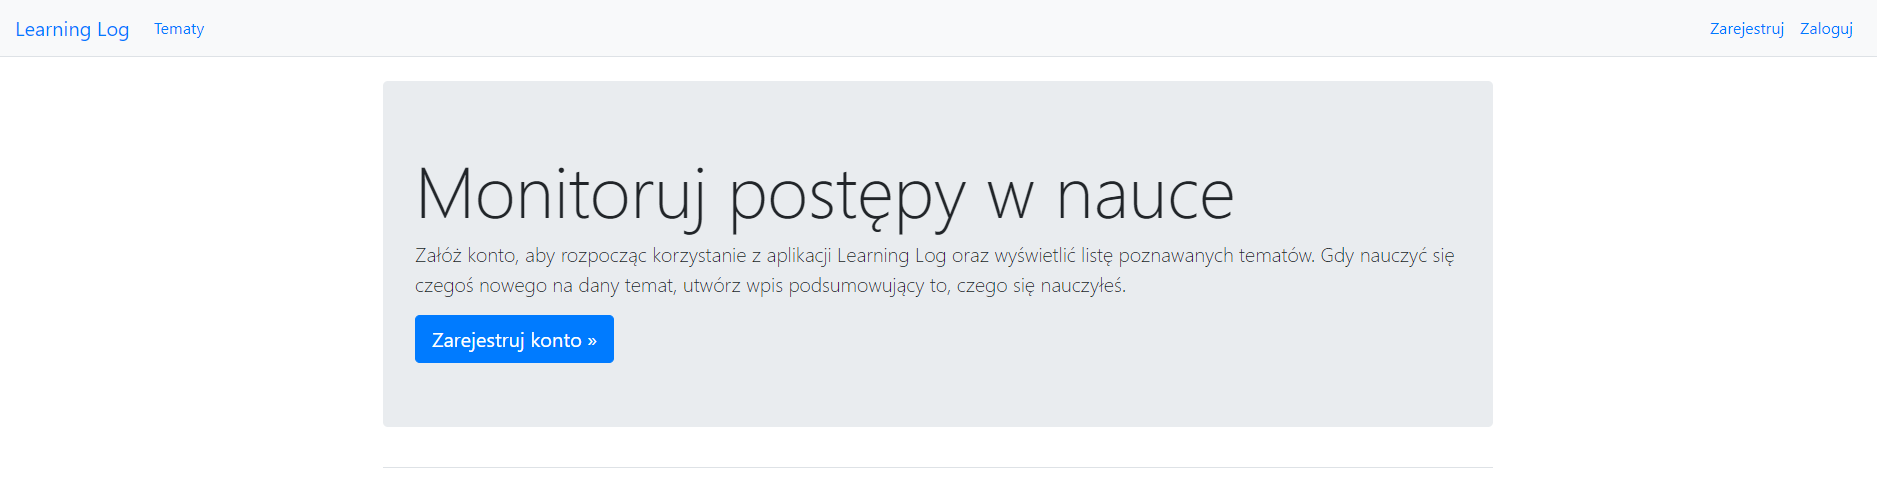 Learning Log Tematy Zarejestruj Zaloguj
Monitoruj postępy w nauce
Załóż konto, aby rozpocząc korzystanie z aplikacji Learning Log oraz wyświetlić listę poznawanych tematów. Gdy nauczyć się
czegoś nowego na dany temat, utwórz wpis podsumowujący to, czego się nauczyłeś.
Zarejestruj konto »